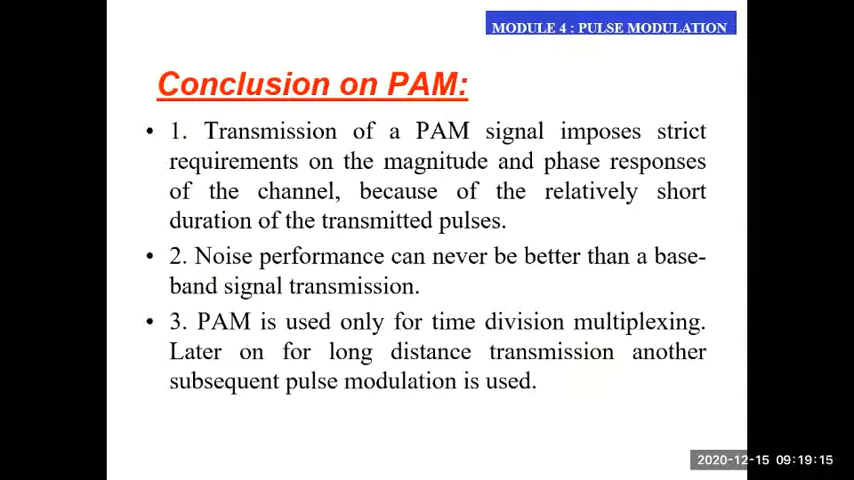 MODULE 4 : PULSE MODULATION
Conclusion on PAM:
• 1. Transmission of a PAM signal imposes strict
requirements on the magnitude and phase responses
of the channel, because of the relatively short
duration of the transmitted pulses.
• 2. Noise performance can never be better than a base-
band signal transmission.
• 3. PAM is used only for time division multiplexing.
Later on for long distance transmission another
subsequent pulse modulation is used.
2020-12-15 09:19:15